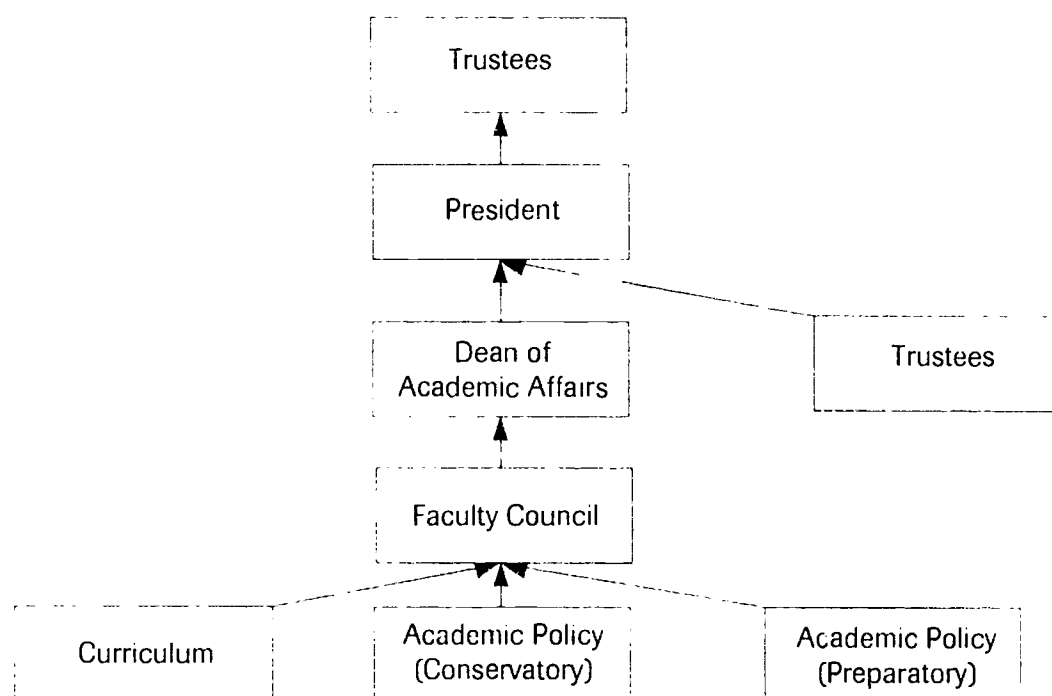 Trustees
President
Dean of
Academic Affairs
Trustees
Faculty Council
Curriculum
Academic Policy
(Conservatory)
Academic Policy
(Preparatory)